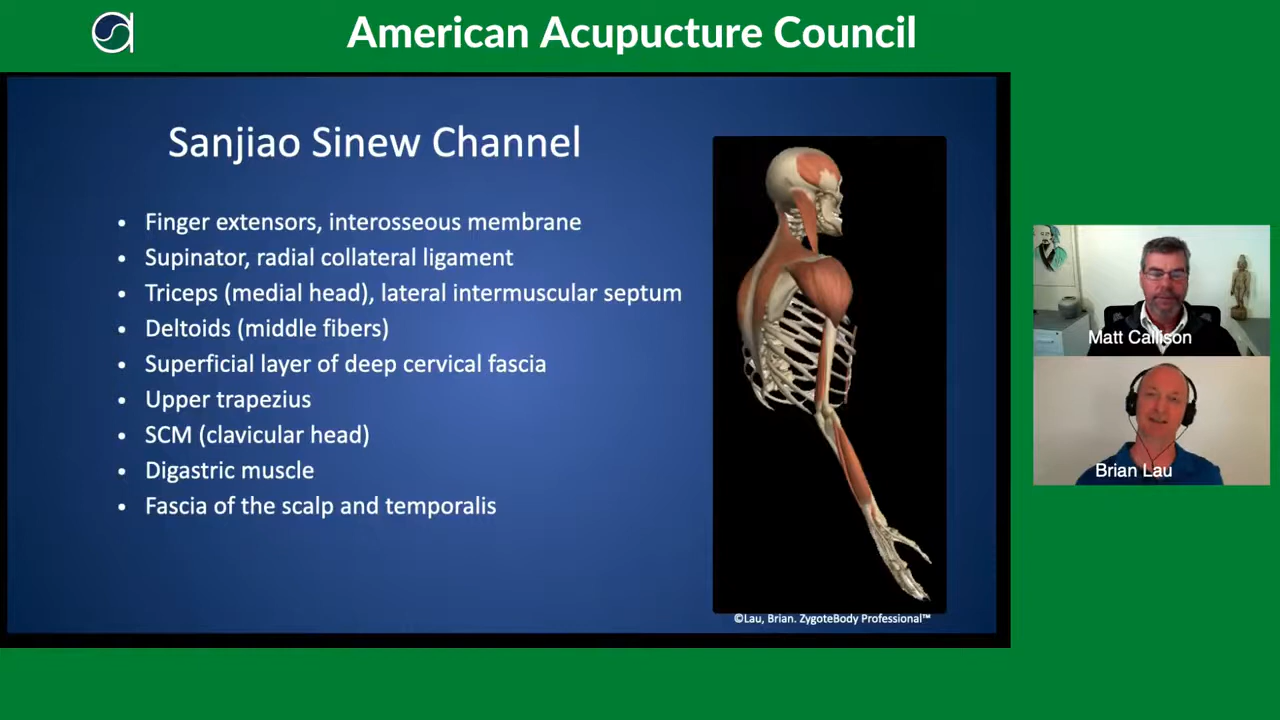 American Acupucture Council
Sanjiao Sinew Channel
• Finger extensors, interosseous membrane
• Supinator, radial collateral ligament
• Triceps (medial head), lateral intermuscular septum
• Deltoids (middle fibers)
• Superficial layer of deep cervical fascia
• Upper trapezius
• SCM (clavicular head)
• Digastric muscle
• Fascia of the scalp and temporalis
©Lau, Brian. ZygoteBody Professional™
Matt Callison
Brian Lau